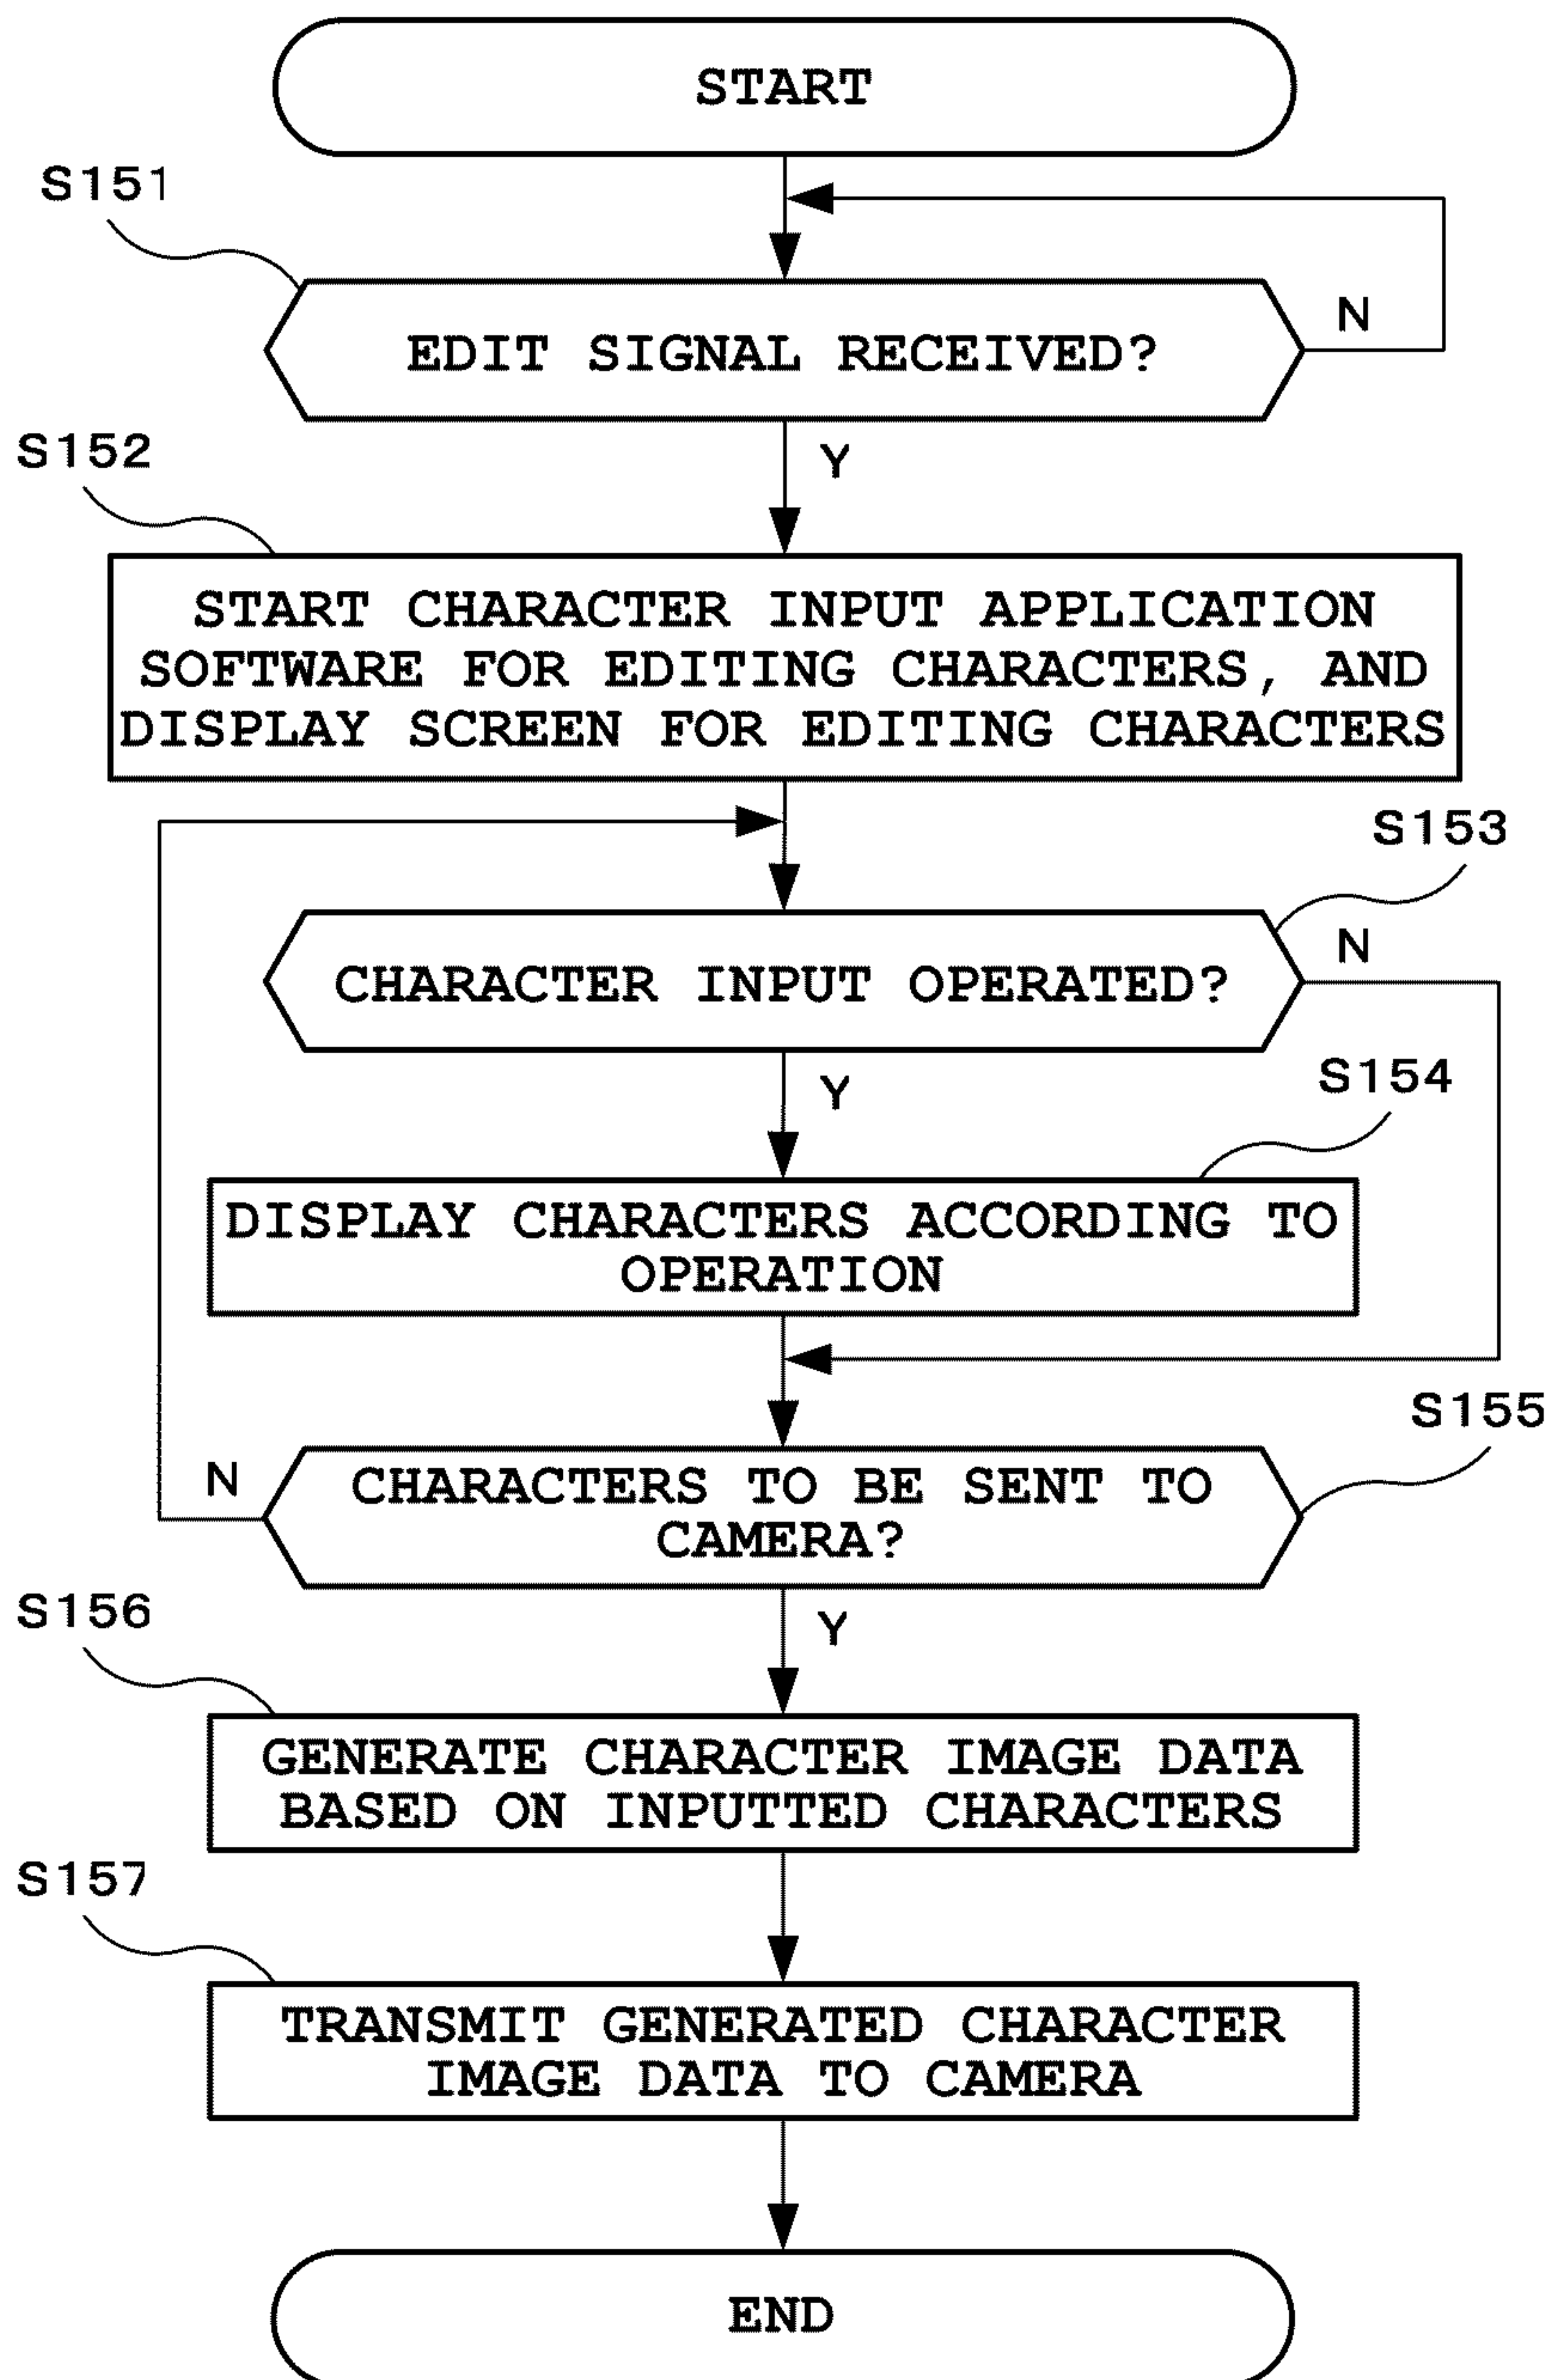 START
S151
EDIT SIGNAL RECEIVED?
N
Y
S152
START CHARACTER INPUT APPLICATION
SOFTWARE FOR EDITING CHARACTERS, AND
DISPLAY SCREEN FOR EDITING CHARACTERS
S153
CHARACTER INPUT OPERATED?
N
Y
S154
DISPLAY CHARACTERS ACCORDING TO
OPERATION
S155
CHARACTERS TO BE SENT TO
CAMERA?
N
Y
S156
GENERATE CHARACTER IMAGE DATA
BASED ON INPUTTED CHARACTERS
S157
TRANSMIT GENERATED CHARACTER
IMAGE DATA TO CAMERA
END